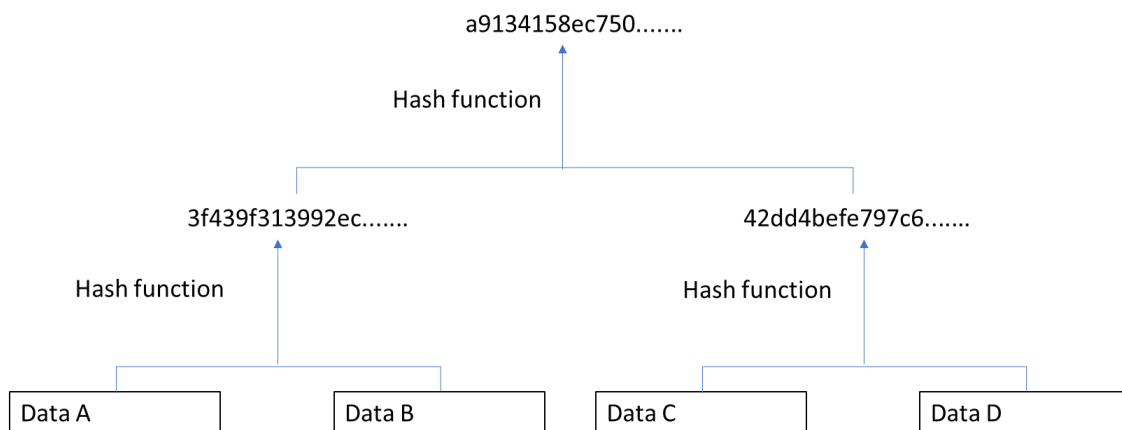 a9134158ec750.......
Hash function
3f439f313992ec.......
42dd4befe797c6.......
Hash function
Hash function
Data A
Data B
Data C
Data D